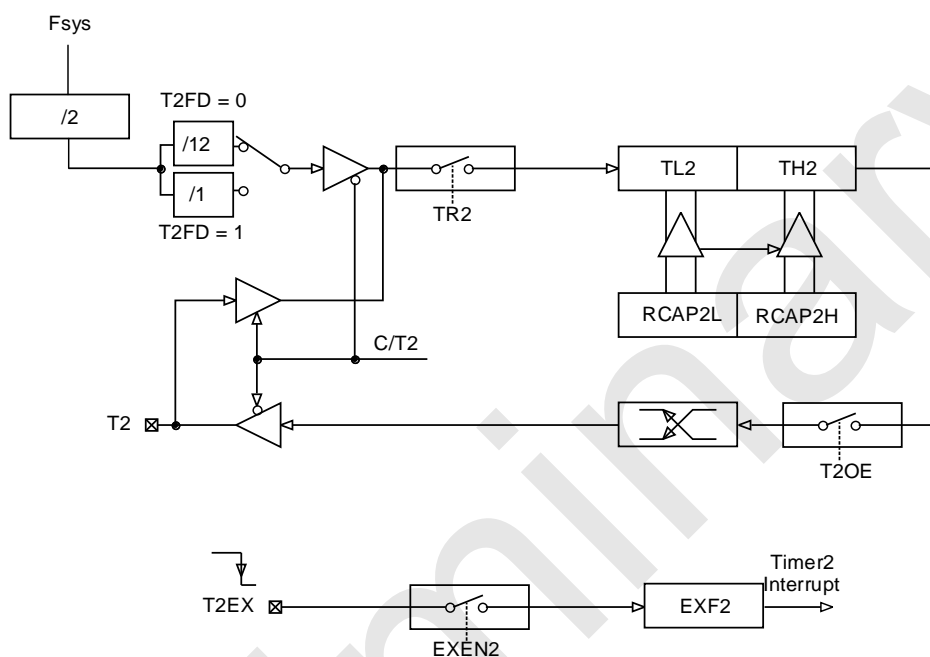 Fsys
/2
T2FD = 0
/12
/1
T2FD = 1
TR2
TL2
TH2
RCAP2L
RCAP2H
C/T2
T2
T2OE
T2EX
EXEN2
EXF2
Timer2
Interrupt